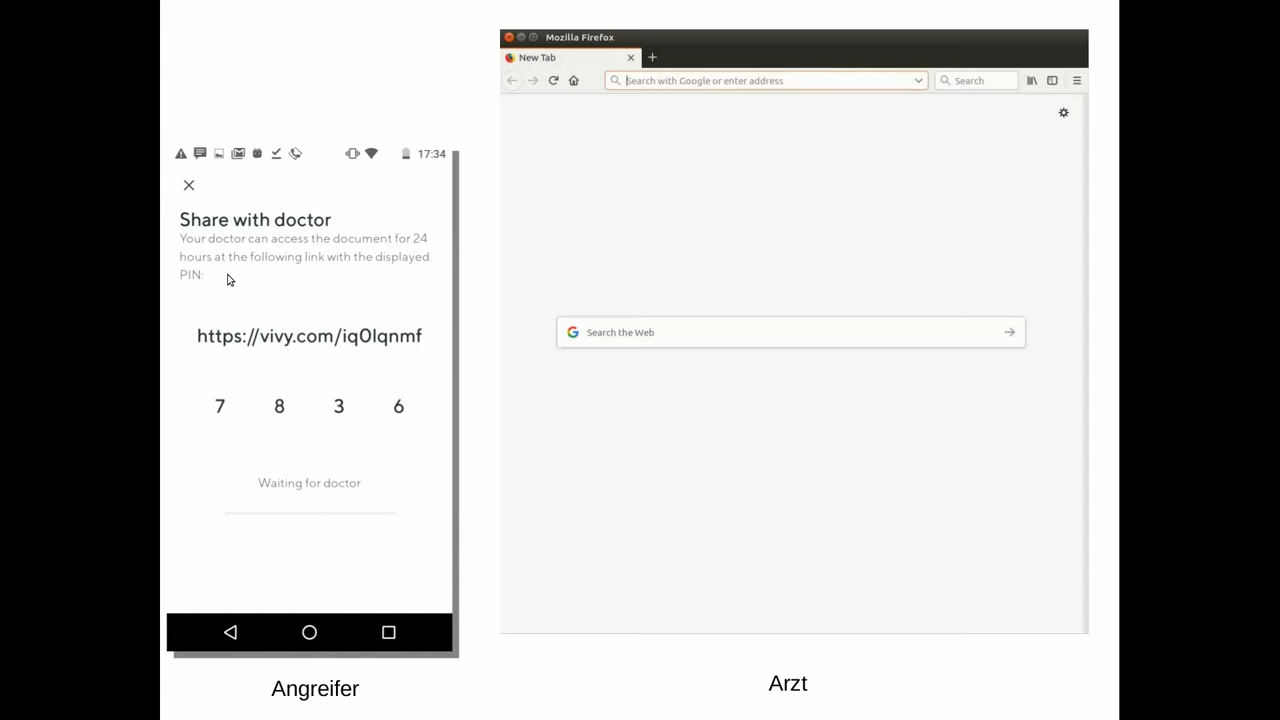 17:34
Share with doctor
Your doctor can access the document for 24
hours at the following link with the displayed
PIN:
https://vivy.com/iq0lqnmf
7 8 3 6
Waiting for doctor
Angreifer
Mozilla Firefox
New Tab
Search with Google or enter address
Search
Search the Web
Arzt